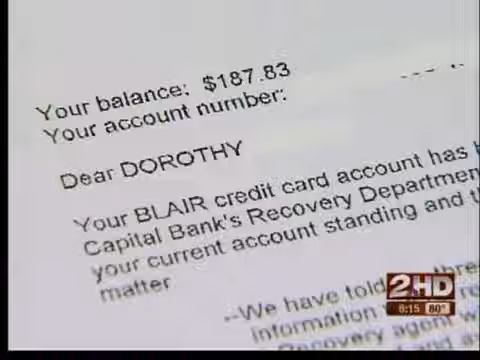 Your balance: $187.83
Your account number:
Dear DOROTHY
Your BLAIR credit card account has
Capital Bank's Recovery Departmen
your current account standing and t
matter
--We have told
information
Recovery agent w
2HD
6:15 80°